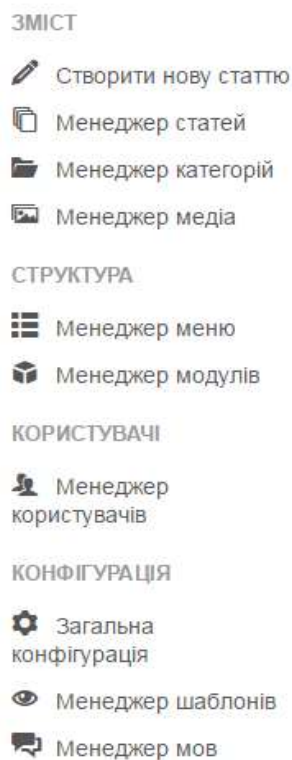 ЗМІСТ
Створити нову статтю
Менеджер статей
Менеджер категорій
Менеджер медіа
СТРУКТУРА
Менеджер меню
Менеджер модулів
КОРИСТУВАЧІ
Менеджер
користувачів
КОНФІГУРАЦІЯ
Загальна
конфігурація
Менеджер шаблонів
Менеджер мов